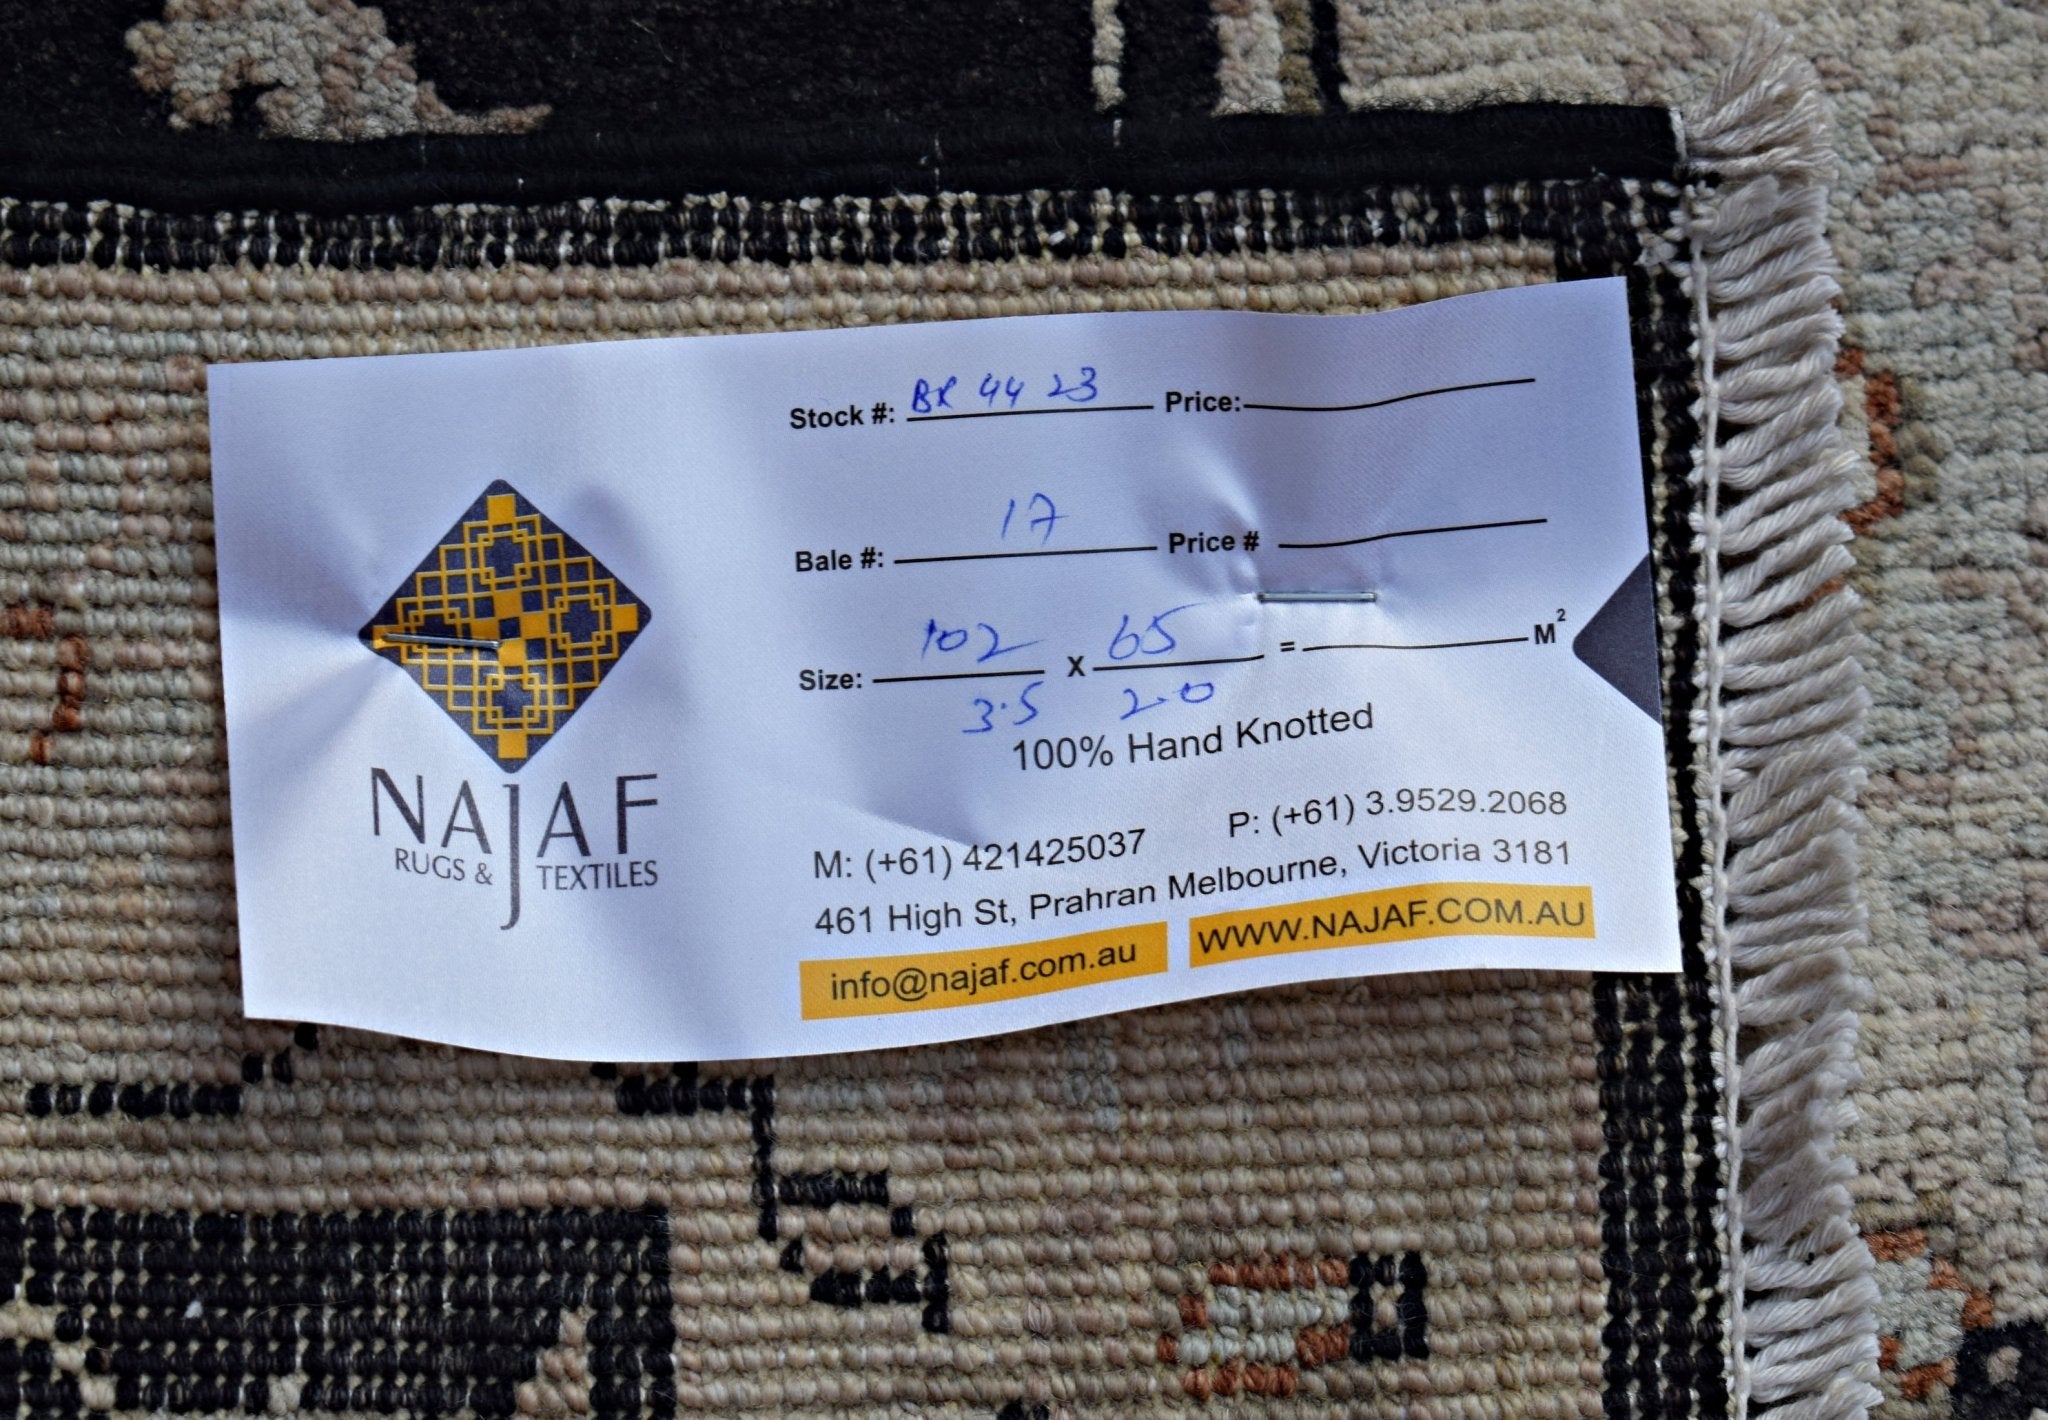 Stock #: BR 44 23 Price:
Bale #: 17 Price #
Size: 102 X 65 = M²
3.5 2.0
100% Hand Knotted
NAJAF
RUGS & TEXTILES
M: (+61) 421425037 P: (+61) 3.9529.2068
461 High St, Prahran Melbourne, Victoria 3181
info@najaf.com.au WWW.NAJAF.COM.AU